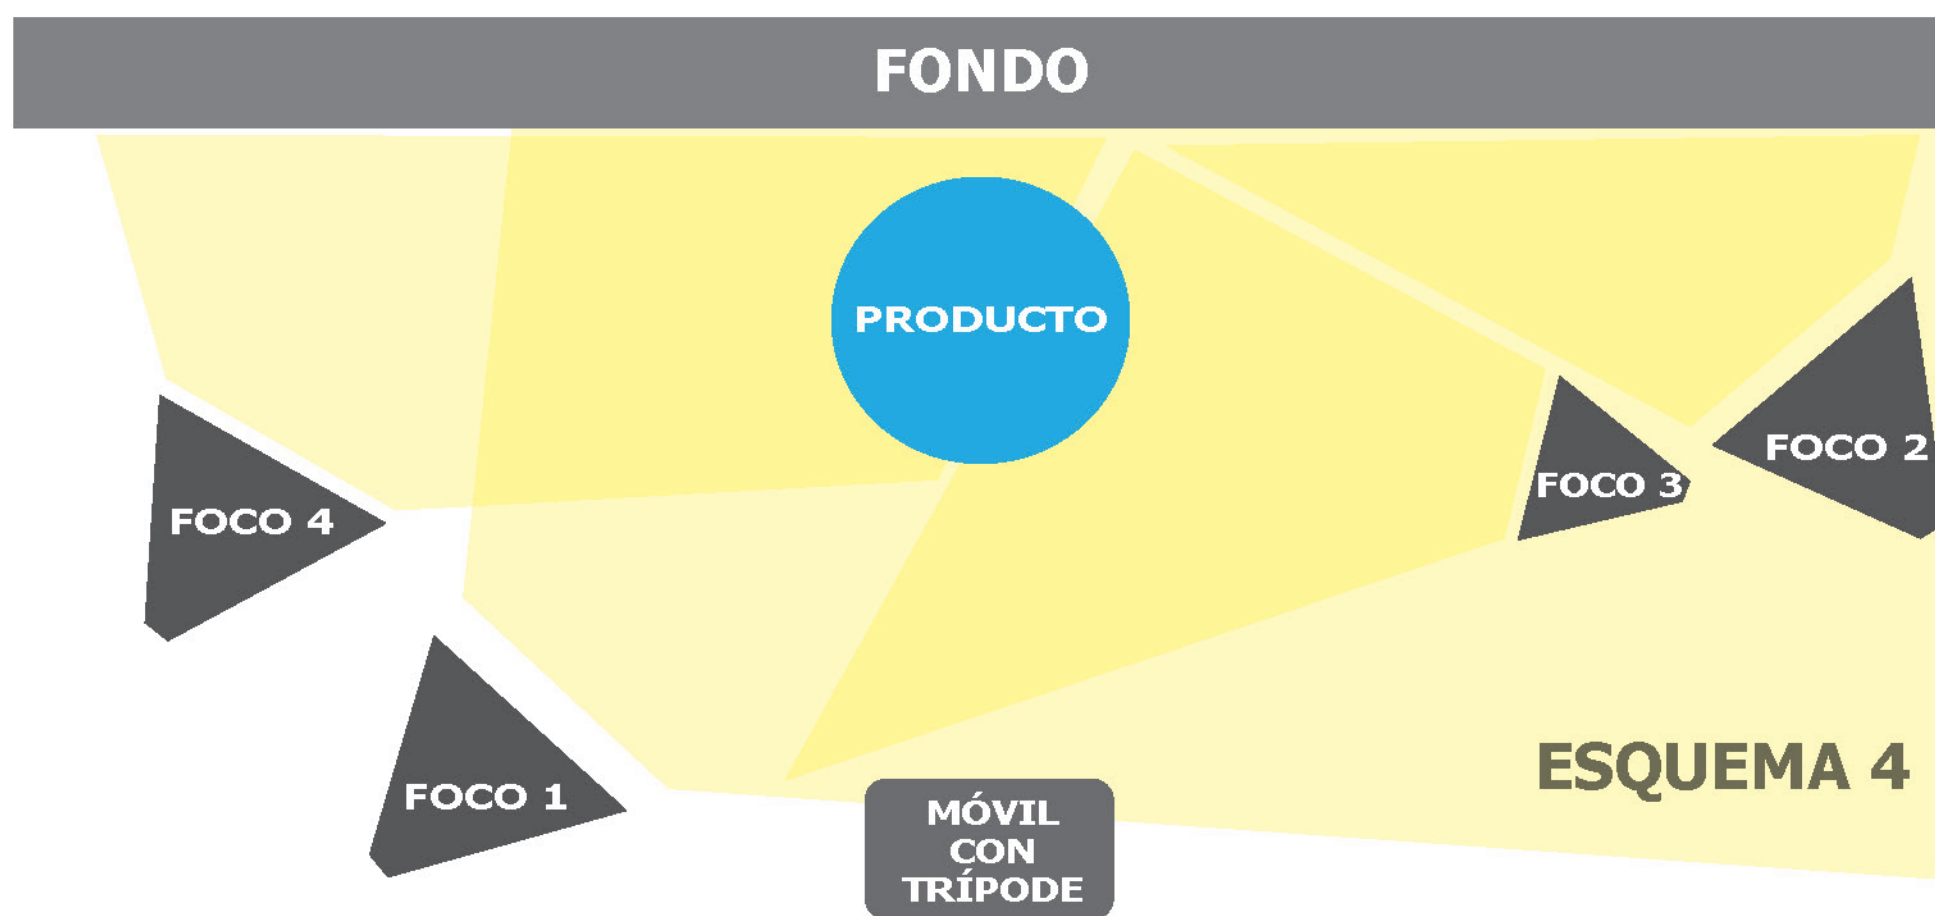 FONDO
PRODUCTO
FOCO 2
FOCO 3
FOCO 4
FOCO 1
ESQUEMA 4
MÓVIL
CON
TRÍPODE